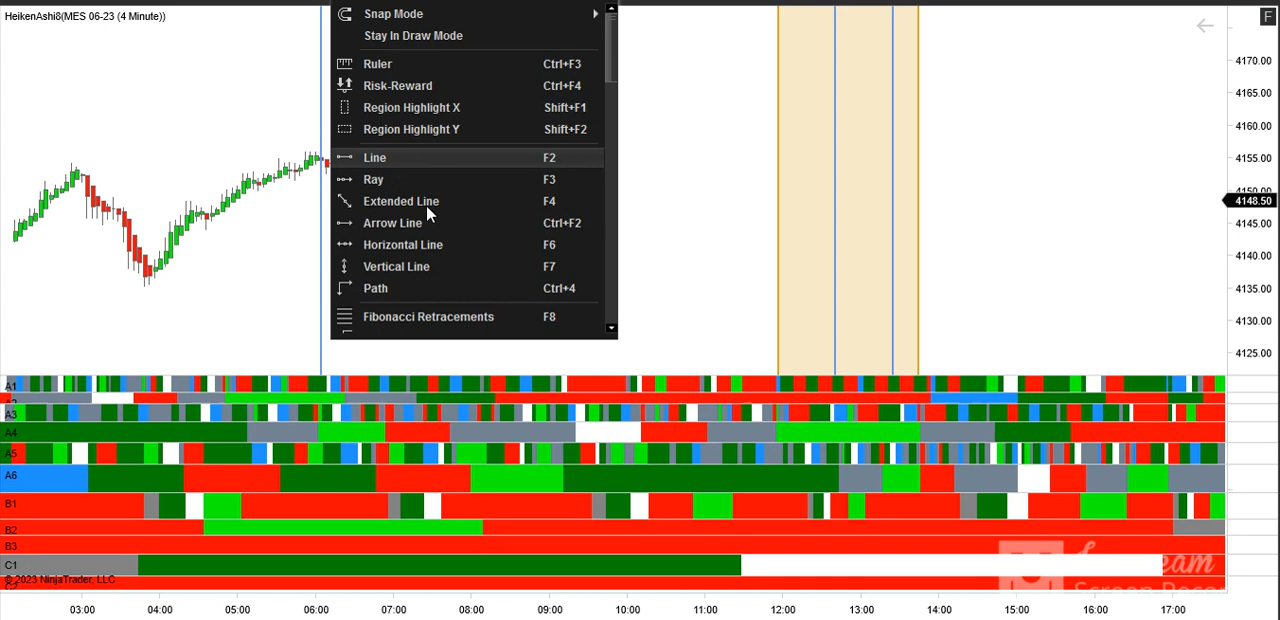 HeikenAshi8(MES 06-23 (4 Minute))
F
Snap Mode
Stay In Draw Mode
Ruler Ctrl+F3
Risk-Reward Ctrl+F4
Region Highlight X Shift+F1
Region Highlight Y Shift+F2
Line F2
Ray F3
Extended Line F4
Arrow Line Ctrl+F2
Horizontal Line F6
Vertical Line F7
Path Ctrl+4
Fibonacci Retracements F8
4170.00
4165.00
4160.00
4155.00
4150.00
4148.50
4145.00
4140.00
4135.00
4130.00
4125.00
A1
A3
A4
A5
A6
B1
B2
B3
C1
© 2023 NinjaTrader, LLC
03:00 04:00 05:00 06:00 07:00 08:00 09:00 10:00 11:00 12:00 13:00 14:00 15:00 16:00 17:00